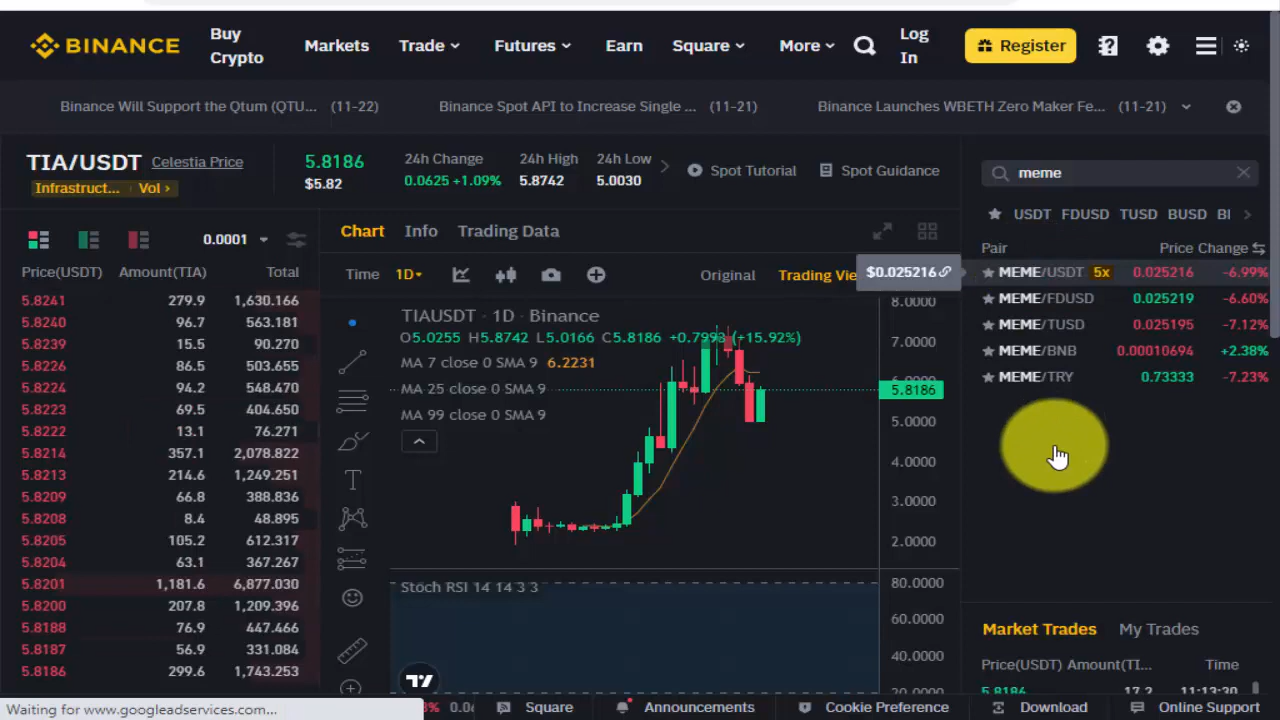 BINANCE
Buy Crypto
Markets
Trade
Futures
Earn
Square
More
Log In
Register
Binance Will Support the Qtum (QTU... (11-22)
Binance Spot API to Increase Single ... (11-21)
Binance Launches WBETH Zero Maker Fe... (11-21)
TIA/USDT Celestia Price
Infrastruct... Vol ›
5.8186
$5.82
24h Change
0.0625 +1.09%
24h High
5.8742
24h Low
5.0030
Spot Tutorial
Spot Guidance
meme
USDT FDUSD TUSD BUSD
Pair Price Change
MEME/USDT 5x 0.025216 -6.99%
MEME/FDUSD 0.025219 -6.60%
MEME/TUSD 0.025195 -7.12%
MEME/BNB 0.00010694 +2.38%
MEME/TRY 0.73333 -7.23%
$0.025216
0.0001
Price(USDT) Amount(TIA) Total
5.8241 279.9 1,630.166
5.8240 96.7 563.181
5.8239 15.5 90.270
5.8226 86.5 503.655
5.8224 94.2 548.470
5.8223 69.5 404.650
5.8222 13.1 76.271
5.8214 357.1 2,078.822
5.8213 214.6 1,249.251
5.8209 66.8 388.836
5.8208 8.4 48.895
5.8205 105.2 612.317
5.8204 63.1 367.267
5.8201 1,181.6 6,877.030
5.8200 207.8 1,209.396
5.8188 76.9 447.466
5.8187 56.9 331.084
5.8186 299.6 1,743.253
Chart Info Trading Data
Time 1D
Original Trading Vie
TIAUSDT · 1D · Binance
O5.0255 H5.8742 L5.0166 C5.8186 +0.7993 (+15.92%)
MA 7 close 0 SMA 9 6.2231
MA 25 close 0 SMA 9
MA 99 close 0 SMA 9
8.0000
7.0000
5.8186
5.0000
4.0000
3.0000
2.0000
Stoch RSI 14 14 3 3
80.0000
60.0000
40.0000
20.0000
Market Trades My Trades
Price(USDT) Amount(TI... Time
5.8186 17.2 11:13:30
Waiting for www.googleadservices.com...
Square
Announcements
Cookie Preference
Download
Online Support